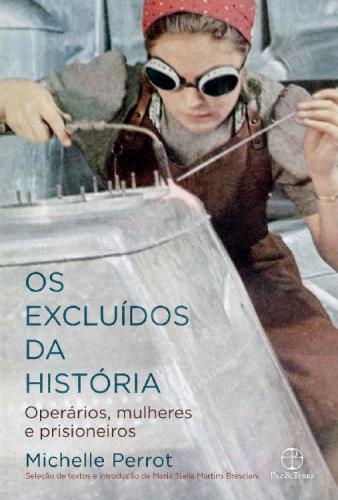 OS
EXCLUÍDOS
DA
HISTÓRIA
Operários, mulheres
e prisioneiros
Michelle Perrot
Seleção de textos e introdução de Maria Stella Martins Bresciani
PAZ & TERRA